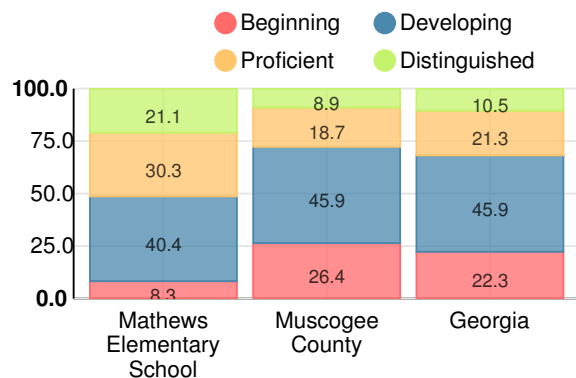 Beginning
Developing
Proficient
Distinguished
100.0
75.0
50.0
25.0
0.0
21.1
30.3
40.4
8.3
8.9
18.7
45.9
26.4
10.5
21.3
45.9
22.3
Mathews
Elementary
School
Muscogee
County
Georgia